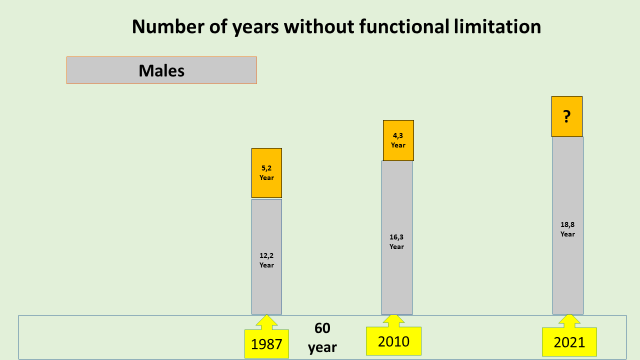 Number of years without functional limitation
Males
?
4,3
Year
5,2
Year
18,8
Year
16,3
Year
12,2
Year
60
year
1987
2010
2021